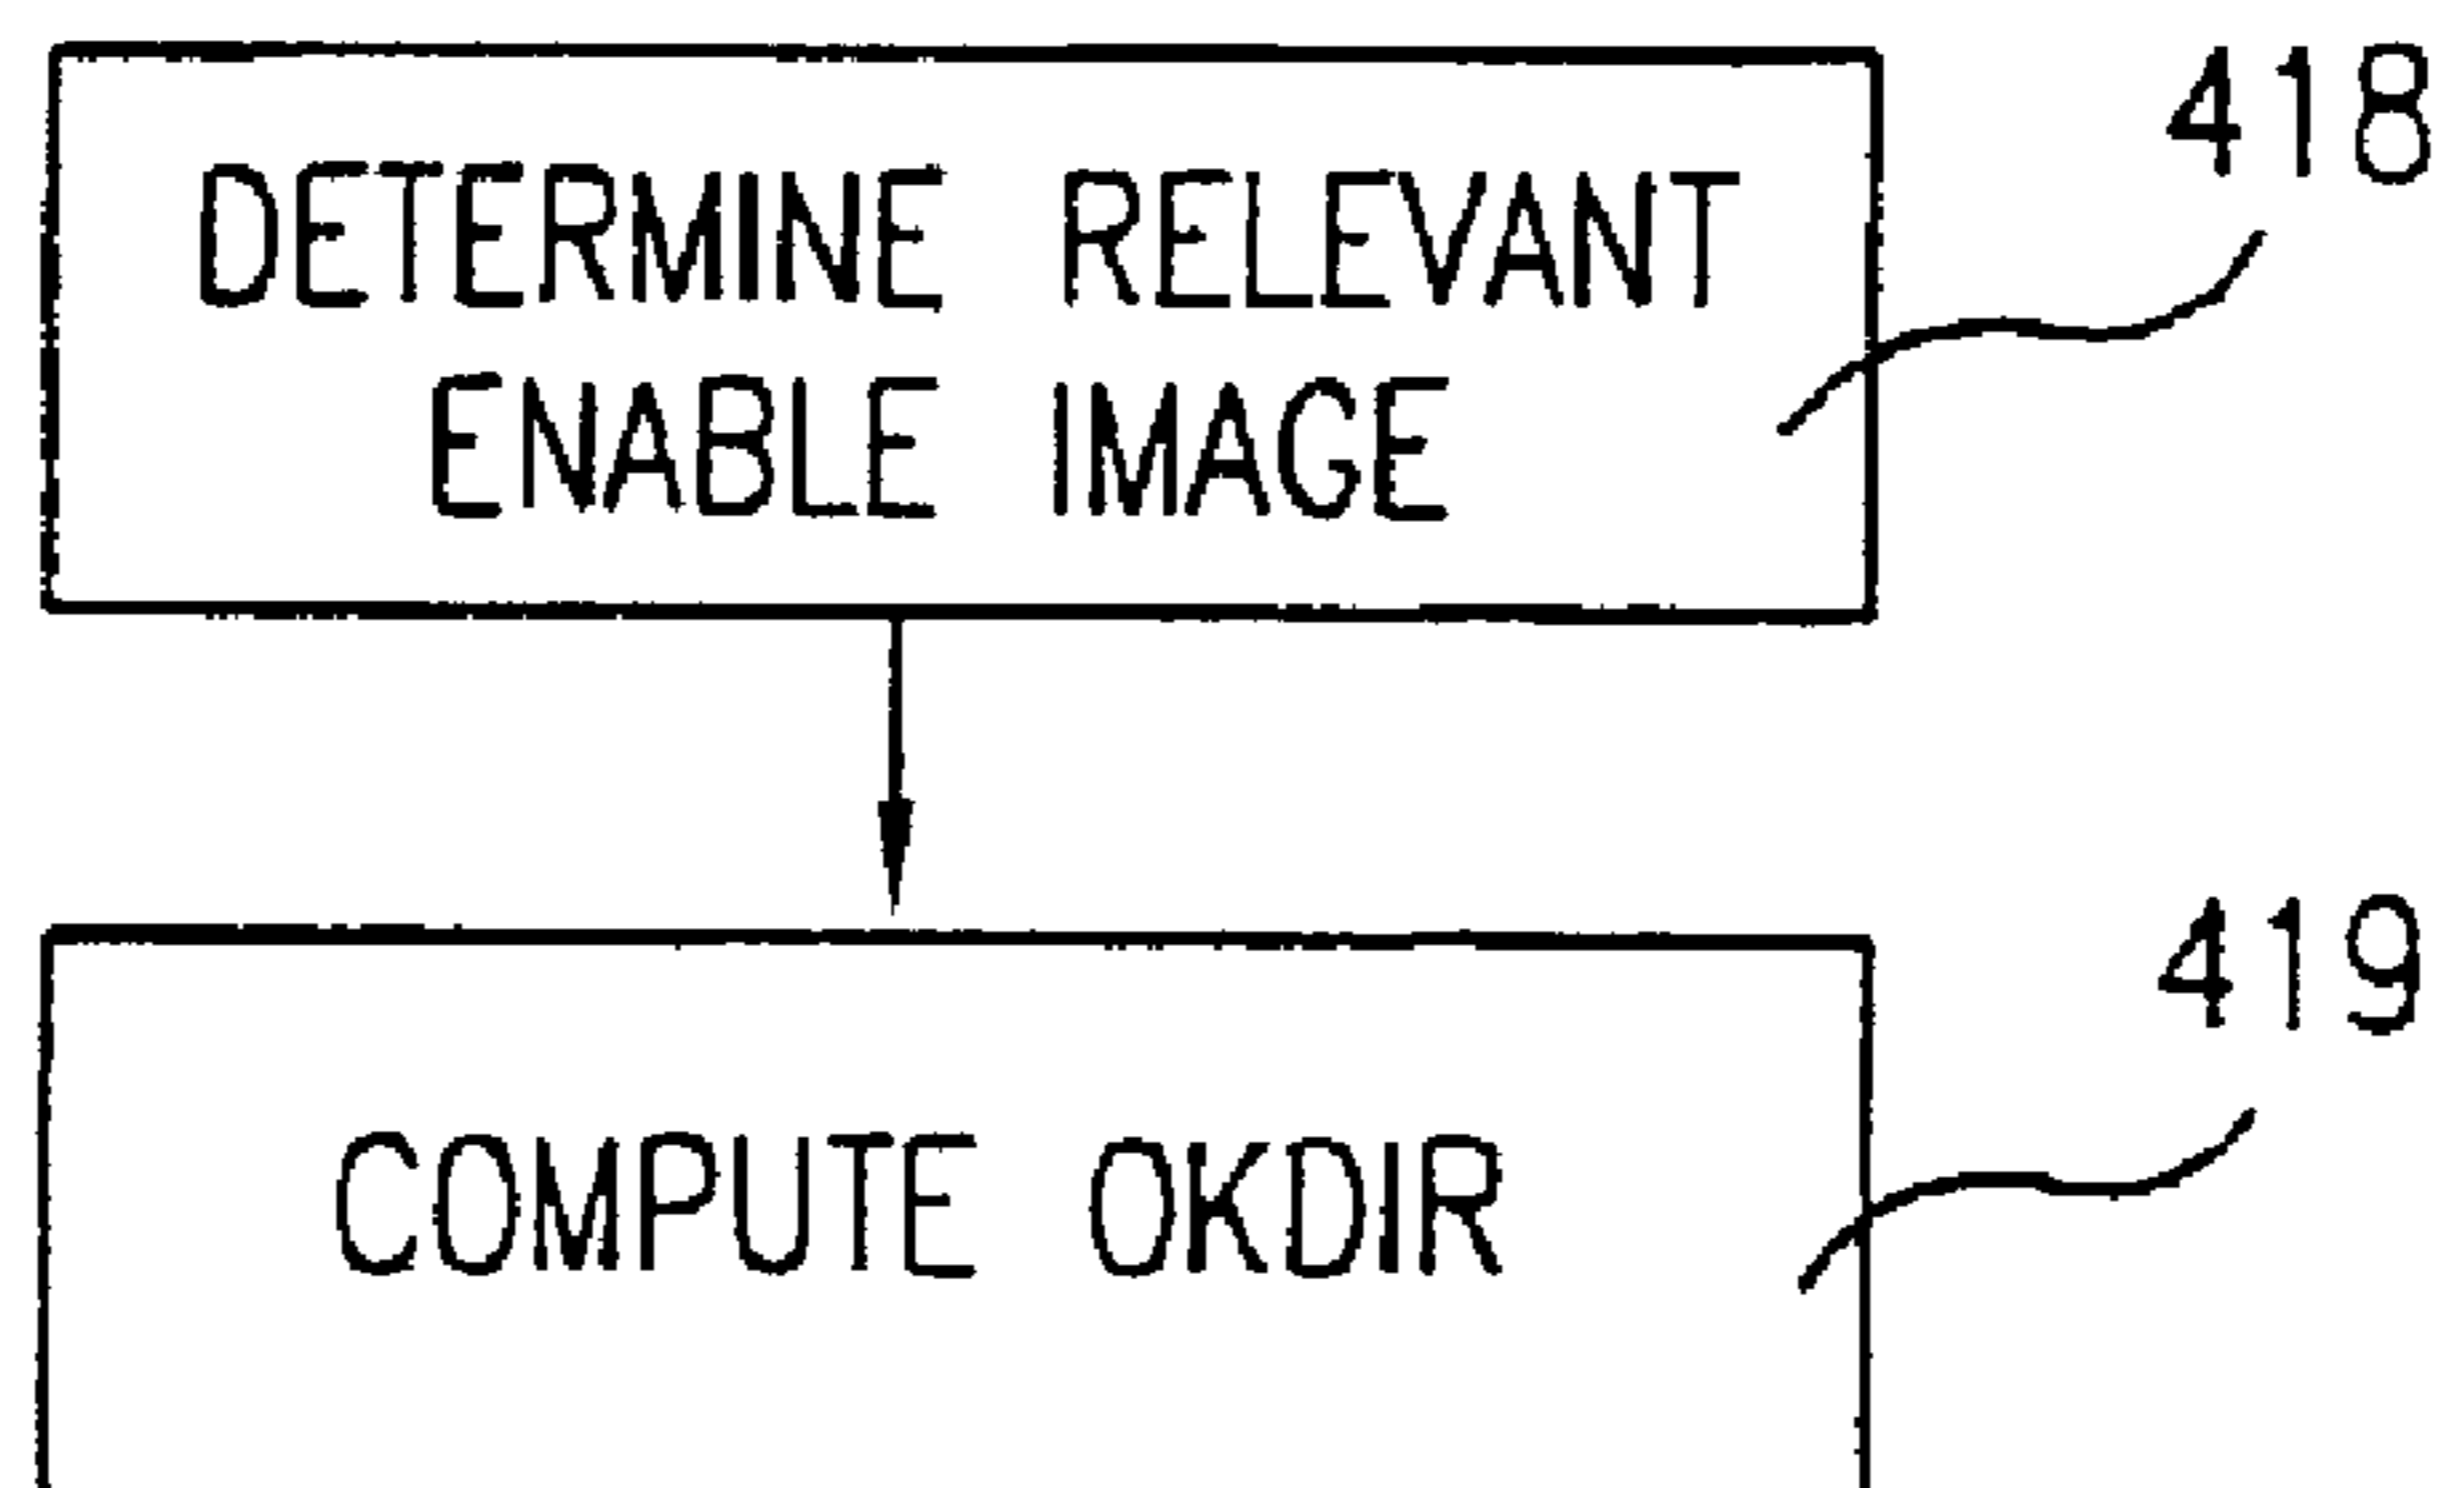 418
DETERMINE RELEVANT
ENABLE IMAGE
419
COMPUTE OKDIR